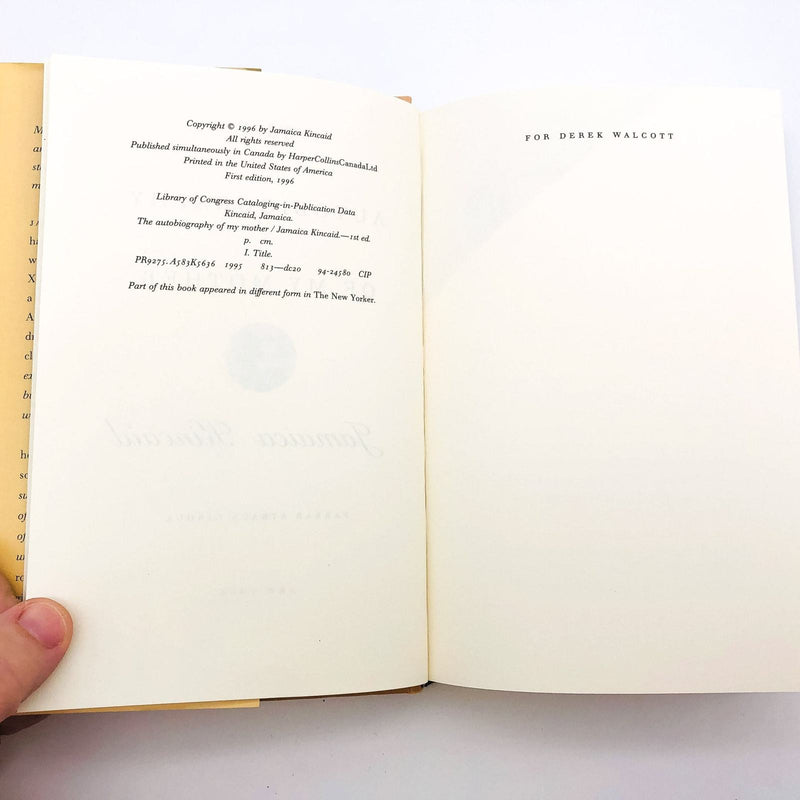 Copyright © 1996 by Jamaica Kincaid
All rights reserved
Published simultaneously in Canada by HarperCollinsCanadaLtd
Printed in the United States of America
First edition, 1996
Library of Congress Cataloging-in-Publication Data
Kincaid, Jamaica.
The autobiography of my mother / Jamaica Kincaid.—1st ed.
p. cm.
I. Title.
PR9275.A583K5636 1995 813—dc20 94-24580 CIP
Part of this book appeared in different form in The New Yorker.
FOR DEREK WALCOTT